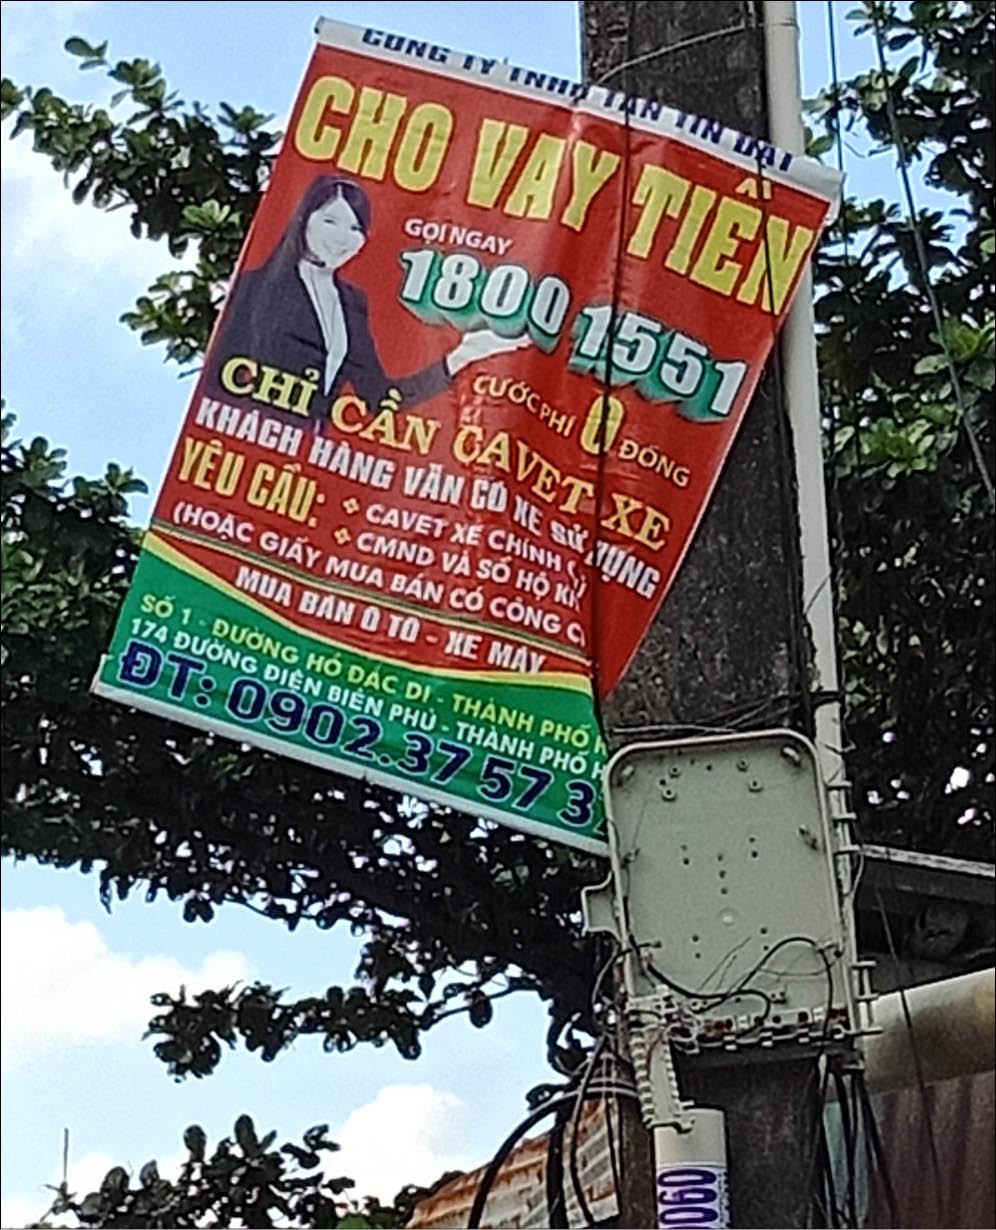 CÔNG TY TNHH TÂN TÍN ĐẠT
CHO VAY TIỀN
GỌI NGAY
1800 1551
CƯỚC PHÍ 0 ĐỒNG
CHỈ CẦN CAVET XE
KHÁCH HÀNG VẪN CÓ XE SỬ DỤNG
YÊU CẦU:
CAVET XE CHÍNH
CMND VÀ SỔ HỘ KH
(HOẶC GIẤY MUA BÁN CÓ CÔNG C
MUA BÁN Ô TÔ - XE MÁY
SỐ 1 - ĐƯỜNG HỒ ĐẮC DI - THÀNH PHỐ H
174 ĐƯỜNG ĐIỆN BIÊN PHỦ - THÀNH PHỐ H
ĐT: 0902.37 57 3
0060